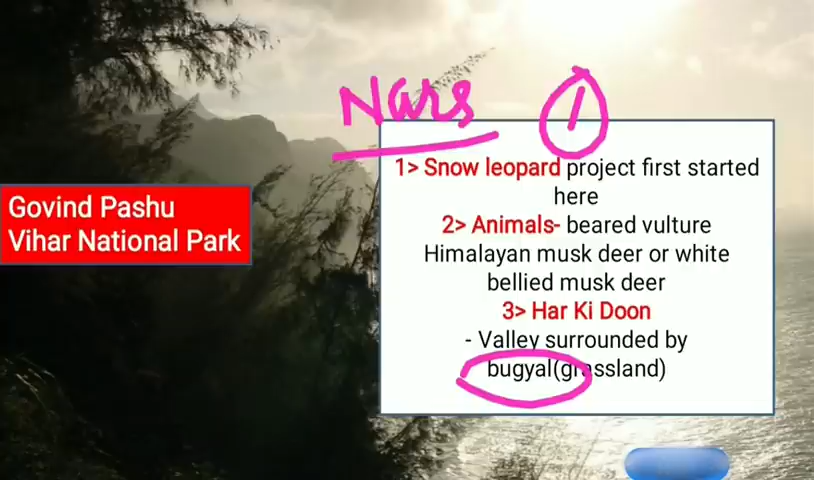 Nars
1
Govind Pashu
Vihar National Park
1> Snow leopard project first started
here
2> Animals- beared vulture
Himalayan musk deer or white
bellied musk deer
3> Har Ki Doon
- Valley surrounded by
bugyal(grassland)